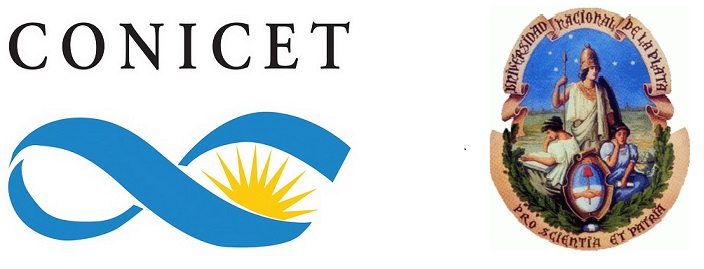 CONICET
UNIVERSIDAD NACIONAL DE LA PLATA
PRO SCIENTIA ET PATRIA